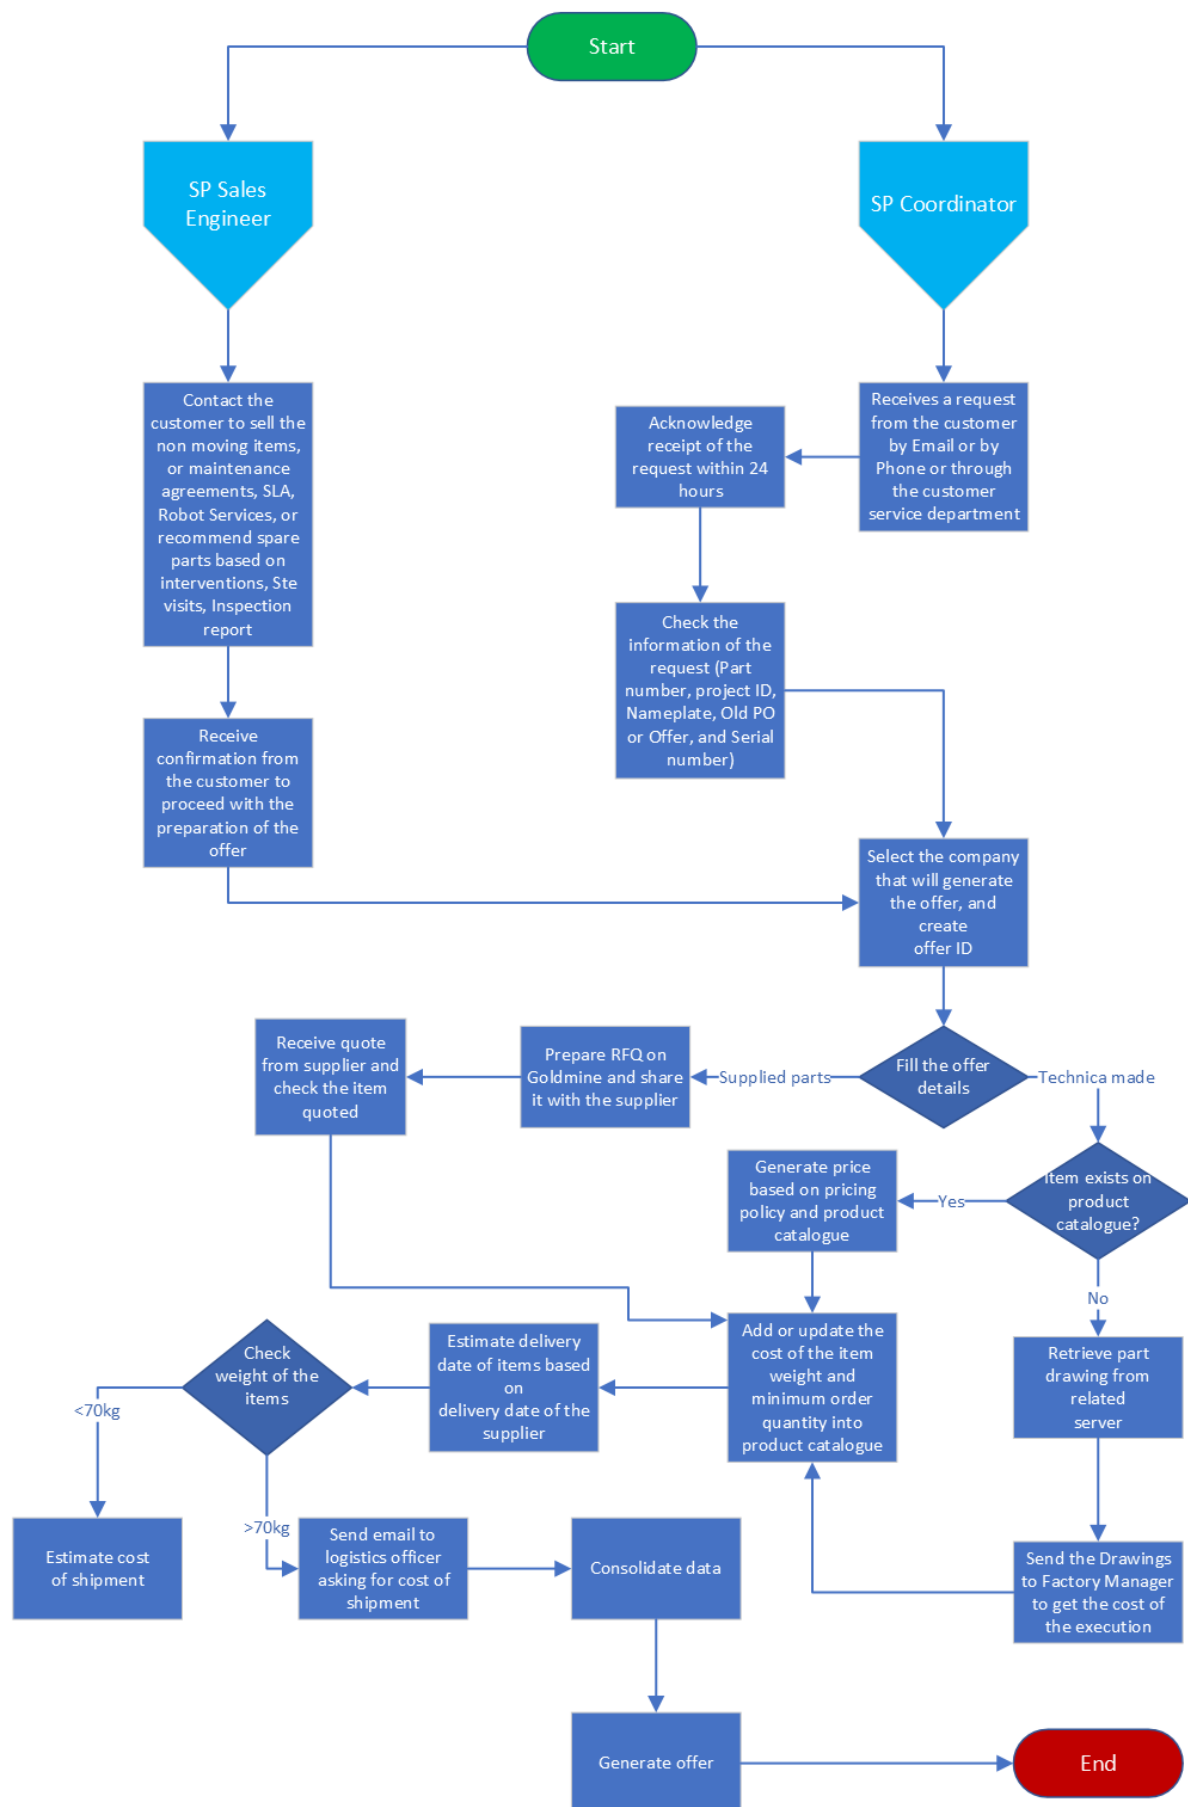 Start
SP Sales
Engineer
SP Coordinator
Contact the
customer to sell the
non moving items,
or maintenance
agreements, SLA,
Robot Services, or
recommend spare
parts based on
interventions, Ste
visits, Inspection
report
Acknowledge
receipt of the
request within 24
hours
Receives a request
from the customer
by Email or by
Phone or through
the customer
service department
Check the
information of the
request (Part
number, project ID,
Nameplate, Old PO
or Offer, and Serial
number)
Receive
confirmation from
the customer to
proceed with the
preparation of the
offer
Select the company
that will generate
the offer, and
create
offer ID
Receive quote
from supplier and
check the item
quoted
Prepare RFQ on
Goldmine and share
it with the supplier
Supplied parts
Fill the offer
details
Technica made
Generate price
based on pricing
policy and product
catalogue
Yes
Item exists on
product
catalogue?
No
Check
weight of the
items
Estimate delivery
date of items based
on
delivery date of the
supplier
Add or update the
cost of the item
weight and
minimum order
quantity into
product catalogue
Retrieve part
drawing from
related
server
<70kg
>70kg
Estimate cost
of shipment
Send email to
logistics officer
asking for cost of
shipment
Consolidate data
Send the Drawings
to Factory Manager
to get the cost of
the execution
Generate offer
End